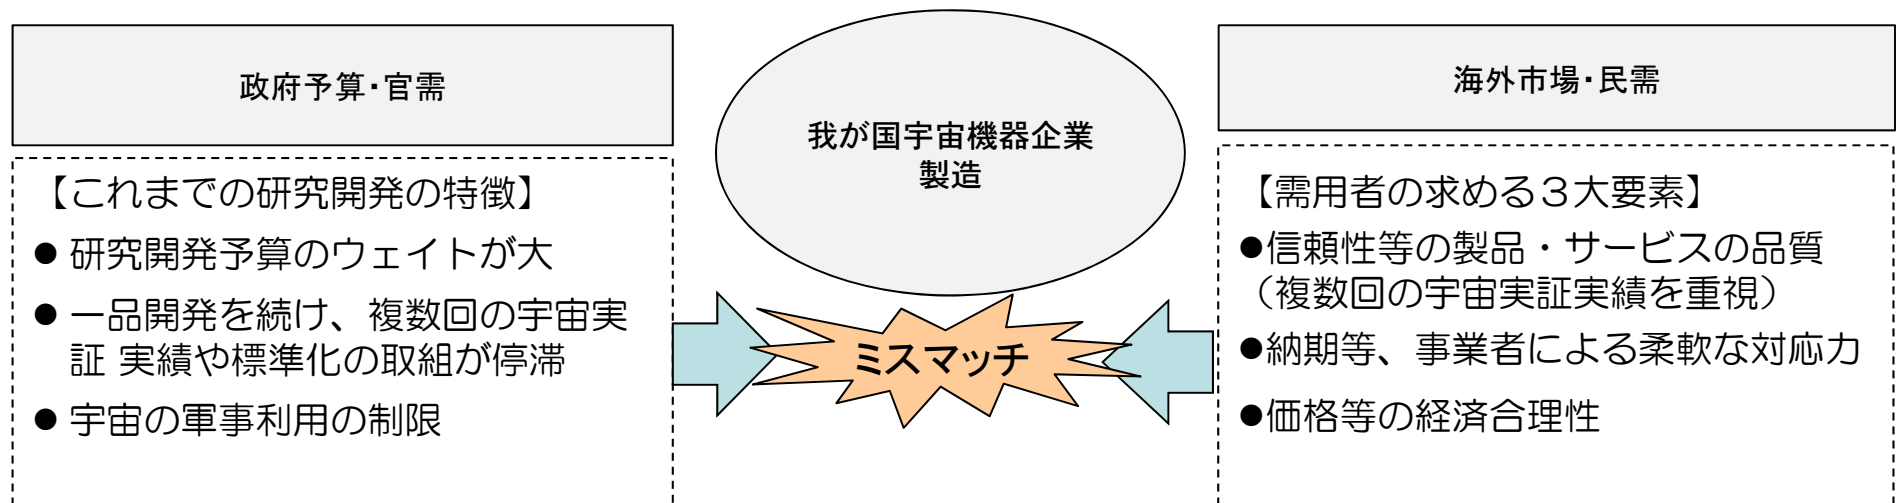 政府予算・官需
【これまでの研究開発の特徴】
● 研究開発予算のウェイトが大
● 一品開発を続け、複数回の宇宙実
証 実績や標準化の取組が停滞
● 宇宙の軍事利用の制限
我が国宇宙機器企業
製造
ミスマッチ
海外市場・民需
【需用者の求める３大要素】
●信頼性等の製品・サービスの品質
（複数回の宇宙実証実績を重視）
●納期等、事業者による柔軟な対応力
●価格等の経済合理性